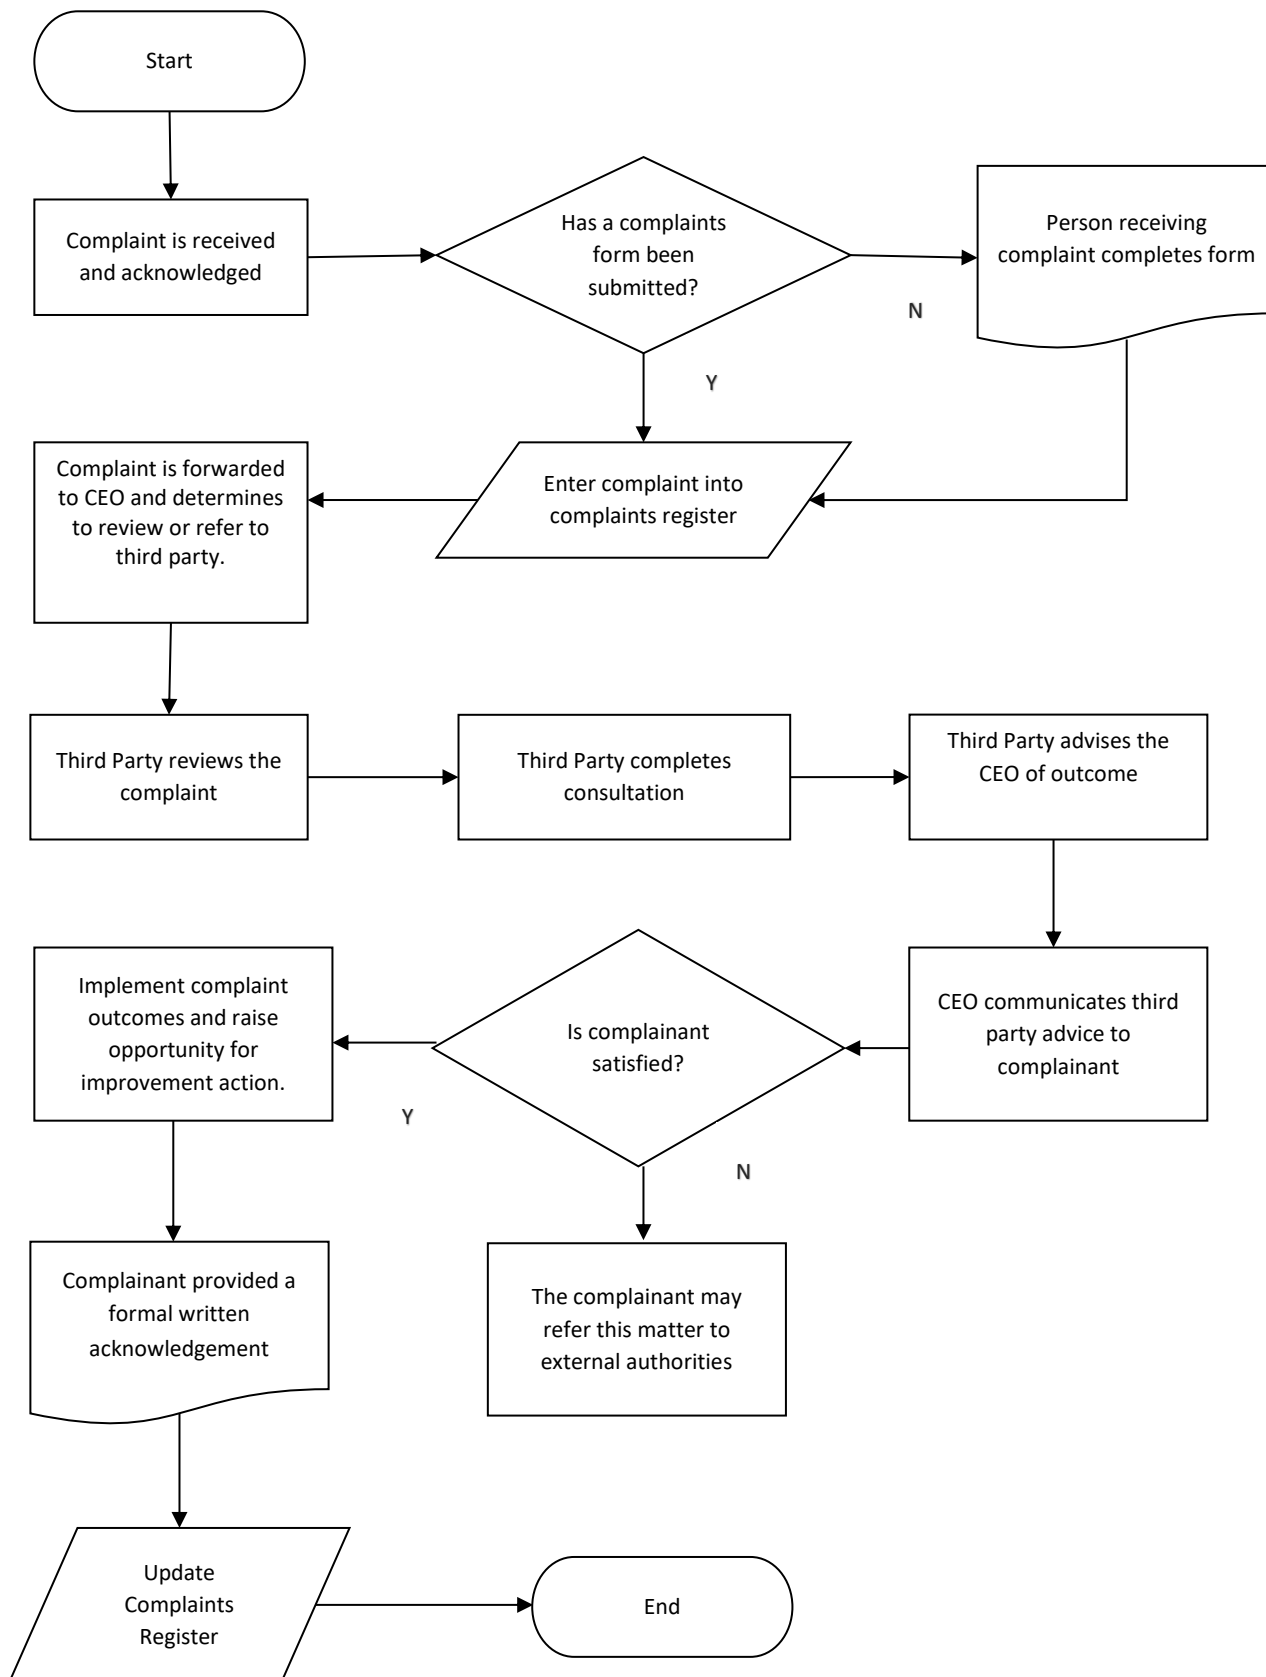 Start
Complaint is received
and acknowledged
Has a complaints
form been
submitted?
N
Person receiving
complaint completes form
Y
Complaint is forwarded
to CEO and determines
to review or refer to
third party.
Enter complaint into
complaints register
Third Party reviews the
complaint
Third Party completes
consultation
Third Party advises the
CEO of outcome
Implement complaint
outcomes and raise
opportunity for
improvement action.
Is complainant
satisfied?
CEO communicates third
party advice to
complainant
Y
N
Complainant provided a
formal written
acknowledgement
The complainant may
refer this matter to
external authorities
Update
Complaints
Register
End